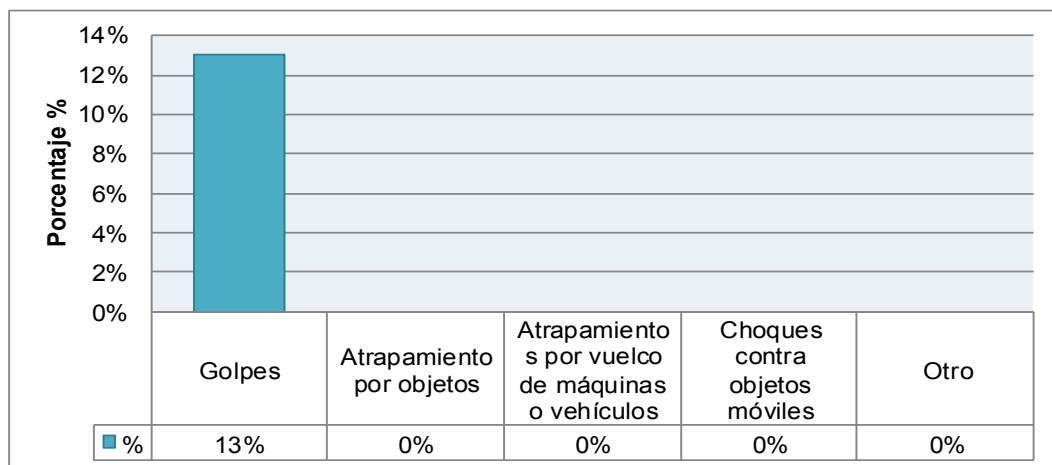 14%
12%
10%
8%
6%
4%
2%
0%
Porcentaje %
Golpes
Atrapamiento
por objetos
Atrapamiento
s por vuelco
de máquinas
o vehículos
Choques
contra
objetos
móviles
Otro
% 13% 0% 0% 0% 0%